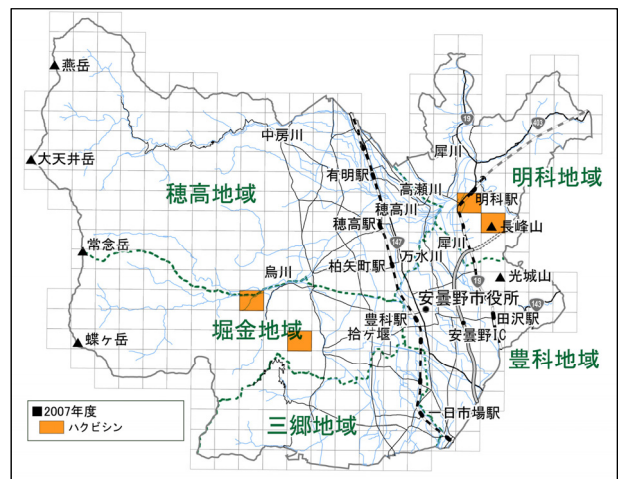 燕岳
19
403
中房川
犀川
大天井岳
有明駅
高瀬川
明科地域
穂高地域
穂高川
明科駅
穂高駅
長峰山
147
犀川
常念岳
万水川
柏矢町駅
烏川
光城山
19
安曇野市役所
143
堀金地域
豊科駅
田沢駅
蝶ヶ岳
拾ヶ堰
安曇野IC
豊科地域
2007年度
三郷地域
一日市場駅
ハクビシン